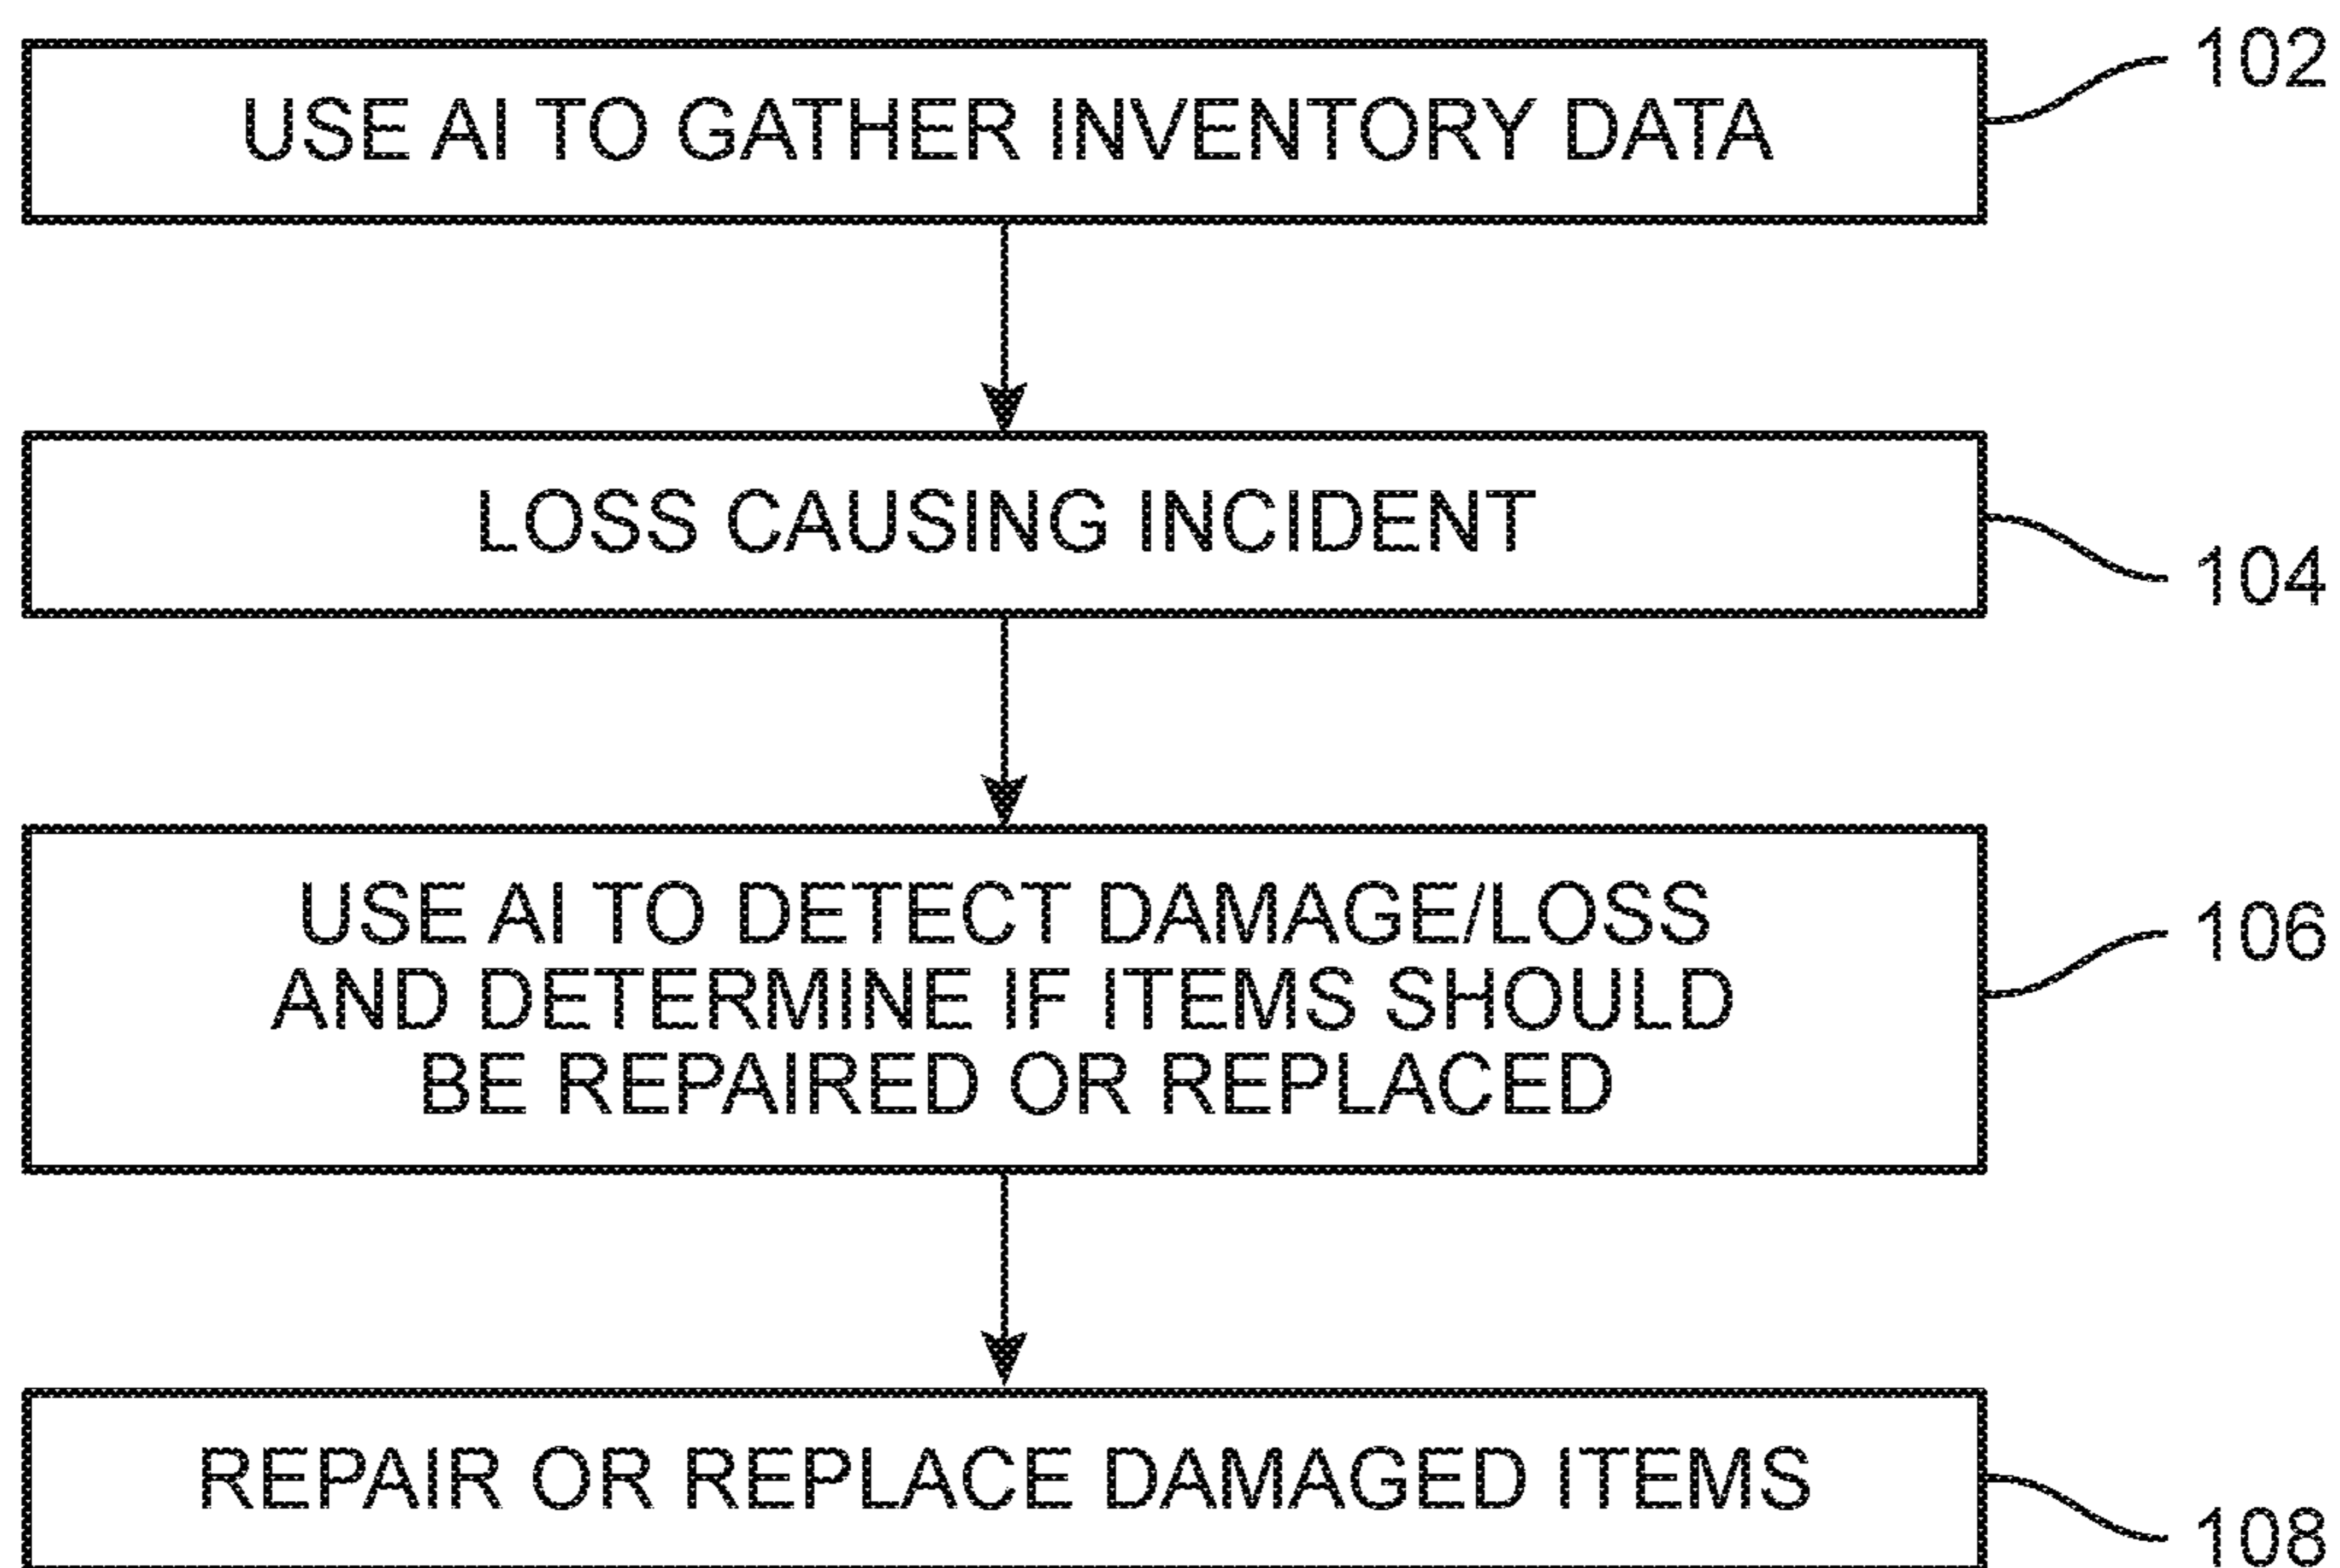 USE AI TO GATHER INVENTORY DATA
102
LOSS CAUSING INCIDENT
104
USE AI TO DETECT DAMAGE/LOSS
AND DETERMINE IF ITEMS SHOULD
BE REPAIRED OR REPLACED
106
REPAIR OR REPLACE DAMAGED ITEMS
108